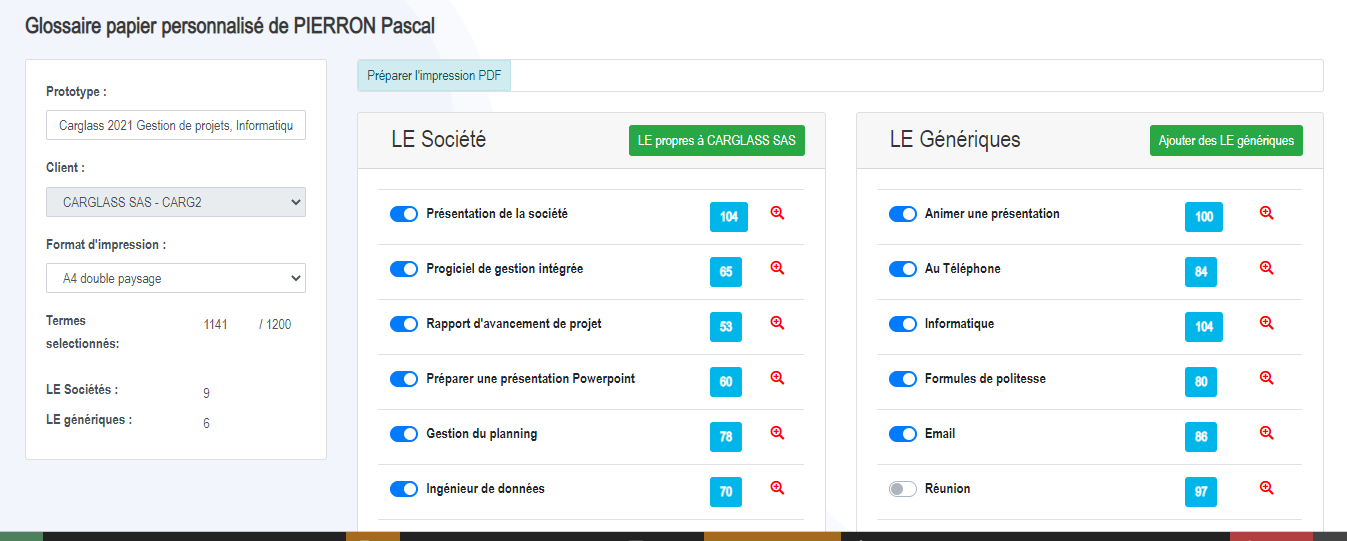 Glossaire papier personnalisé de PIERRON Pascal
Prototype :
Carglass 2021 Gestion de projets, Informatiqu
Client :
CARGLASS SAS - CARG2
Format d'impression :
A4 double paysage
Termes selectionnés: 1141 / 1200
LE Sociétés : 9
LE génériques : 6
Préparer l'impression PDF
LE Société
LE propres à CARGLASS SAS
Présentation de la société 104
Progiciel de gestion intégrée 65
Rapport d'avancement de projet 53
Préparer une présentation Powerpoint 60
Gestion du planning 78
Ingénieur de données 70
LE Génériques
Ajouter des LE génériques
Animer une présentation 100
Au Téléphone 84
Informatique 104
Formules de politesse 80
Email 86
Réunion 97